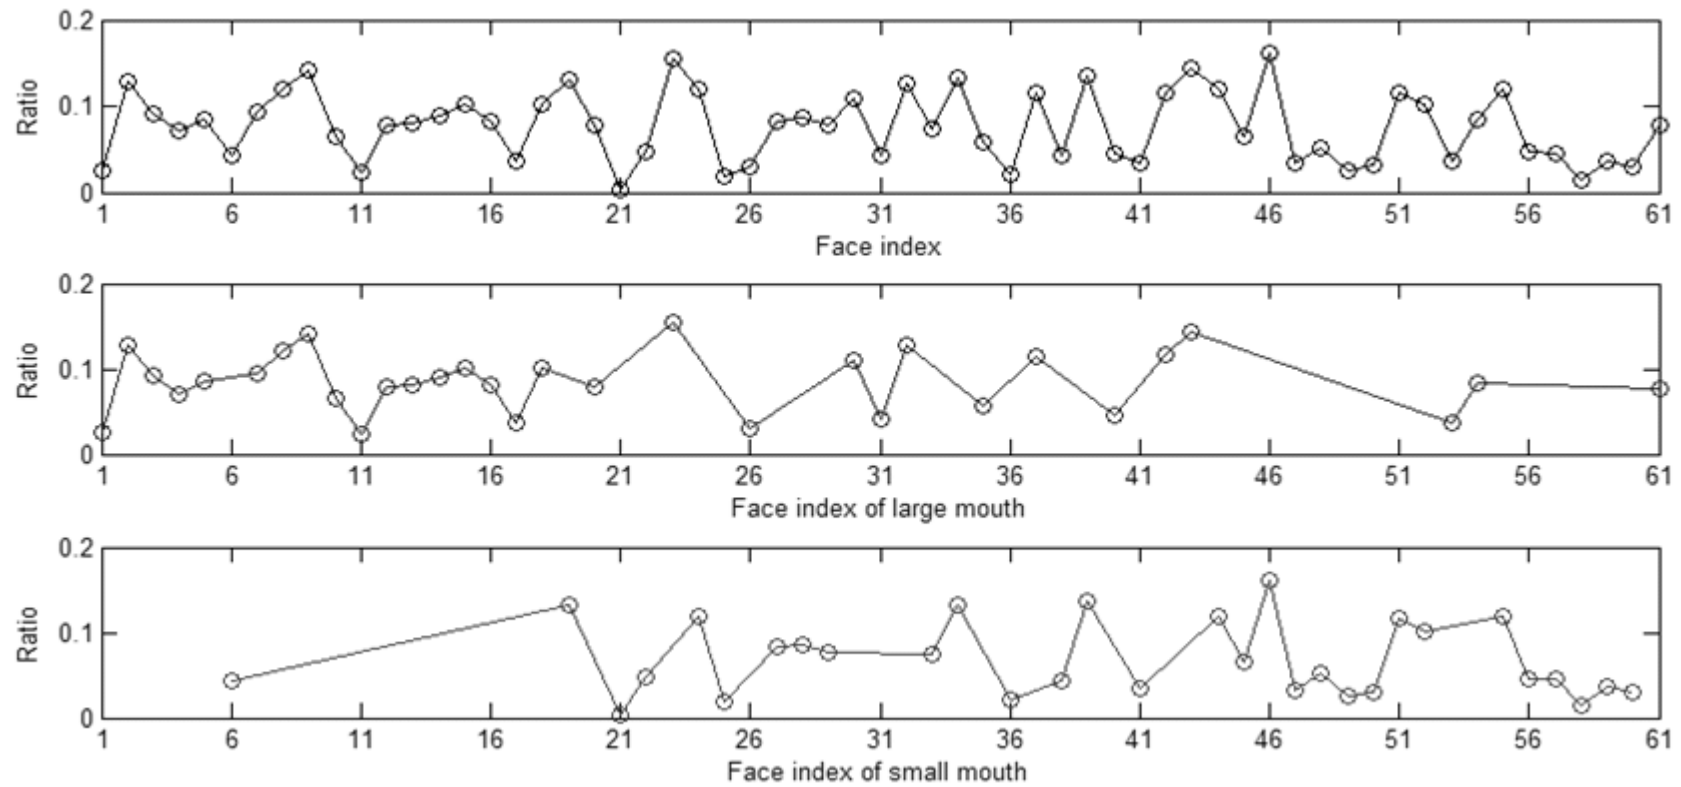 0.2
0.1
0
Ratio
1 6 11 16 21 26 31 36 41 46 51 56 61
Face index
0.2
0.1
0
Ratio
1 6 11 16 21 26 31 36 41 46 51 56 61
Face index of large mouth
0.2
0.1
0
Ratio
1 6 11 16 21 26 31 36 41 46 51 56 61
Face index of small mouth